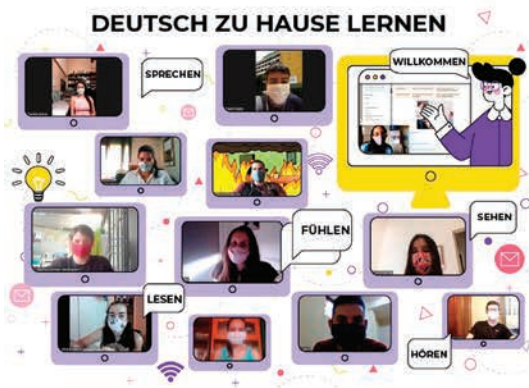 DEUTSCH ZU HAUSE LERNEN
SPRECHEN
WILLKOMMEN
FÜHLEN
SEHEN
LESEN
HÖREN